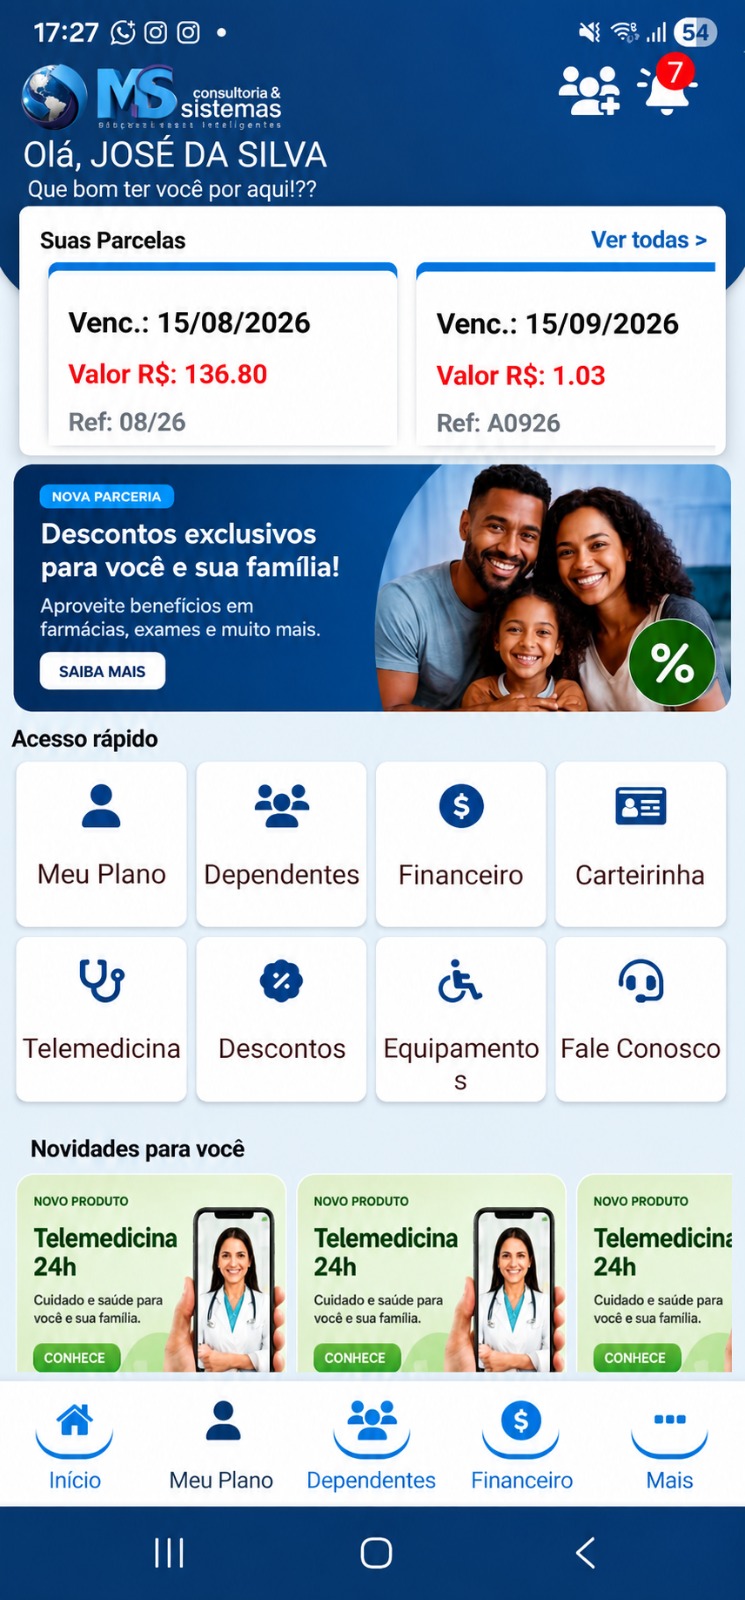 17:27
54
7
MS consultoria &
sistemas
Olá, JOSÉ DA SILVA
Que bom ter você por aqui!??
Suas Parcelas
Ver todas >
Venc.: 15/08/2026
Valor R$: 136.80
Ref: 08/26
Venc.: 15/09/2026
Valor R$: 1.03
Ref: A0926
NOVA PARCERIA
Descontos exclusivos
para você e sua família!
Aproveite benefícios em
farmácias, exames e muito mais.
SAIBA MAIS
%
Acesso rápido
Meu Plano
Dependentes
Financeiro
Carteirinha
Telemedicina
Descontos
Equipamento
s
Fale Conosco
Novidades para você
NOVO PRODUTO
Telemedicina
24h
Cuidado e saúde para
você e sua família.
CONHECE
NOVO PRODUTO
Telemedicina
24h
Cuidado e saúde para
você e sua família.
CONHECE
NOVO PRODUTO
Telemedicina
24h
Cuidado e saúde para
você e sua família.
CONHECE
Início
Meu Plano
Dependentes
Financeiro
Mais